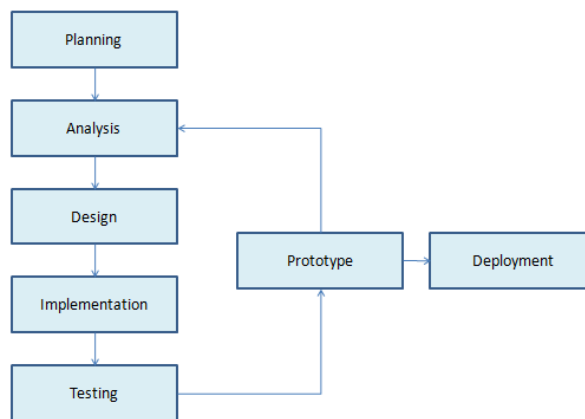 Planning
Analysis
Design
Prototype
Deployment
Implementation
Testing